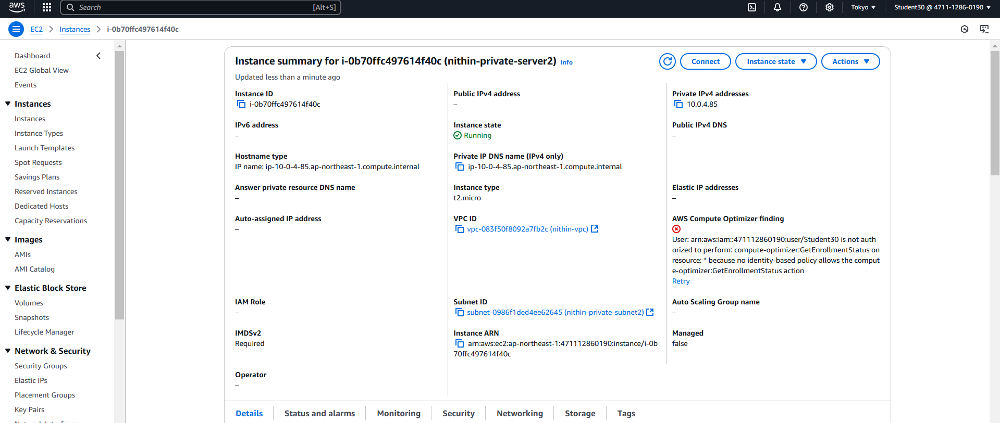 aws
Search
[Alt+S]
Tokyo
Student30 @ 4711-1286-0190
EC2
Instances
i-0b70ffc497614f40c
Dashboard
EC2 Global View
Events
Instances
Instances
Instance Types
Launch Templates
Spot Requests
Savings Plans
Reserved Instances
Dedicated Hosts
Capacity Reservations
Images
AMIs
AMI Catalog
Elastic Block Store
Volumes
Snapshots
Lifecycle Manager
Network & Security
Security Groups
Elastic IPs
Placement Groups
Key Pairs
Instance summary for i-0b70ffc497614f40c (nithin-private-server2) Info
Connect
Instance state
Actions
Updated less than a minute ago
Instance ID
i-0b70ffc497614f40c
Public IPv4 address
–
Private IPv4 addresses
10.0.4.85
IPv6 address
–
Instance state
Running
Public IPv4 DNS
–
Hostname type
IP name: ip-10-0-4-85.ap-northeast-1.compute.internal
Private IP DNS name (IPv4 only)
ip-10-0-4-85.ap-northeast-1.compute.internal
Answer private resource DNS name
–
Instance type
t2.micro
Elastic IP addresses
–
Auto-assigned IP address
–
VPC ID
vpc-083f50f8092a7fb2c (nithin-vpc)
AWS Compute Optimizer finding
User: arn:aws:iam::471112860190:user/Student30 is not auth
orized to perform: compute-optimizer:GetEnrollmentStatus on
resource: * because no identity-based policy allows the comput
e-optimizer:GetEnrollmentStatus action
Retry
IAM Role
–
Subnet ID
subnet-0986f1ded4ee62645 (nithin-private-subnet2)
Auto Scaling Group name
–
IMDSv2
Required
Instance ARN
arn:aws:ec2:ap-northeast-1:471112860190:instance/i-0b
70ffc497614f40c
Managed
false
Operator
–
Details
Status and alarms
Monitoring
Security
Networking
Storage
Tags